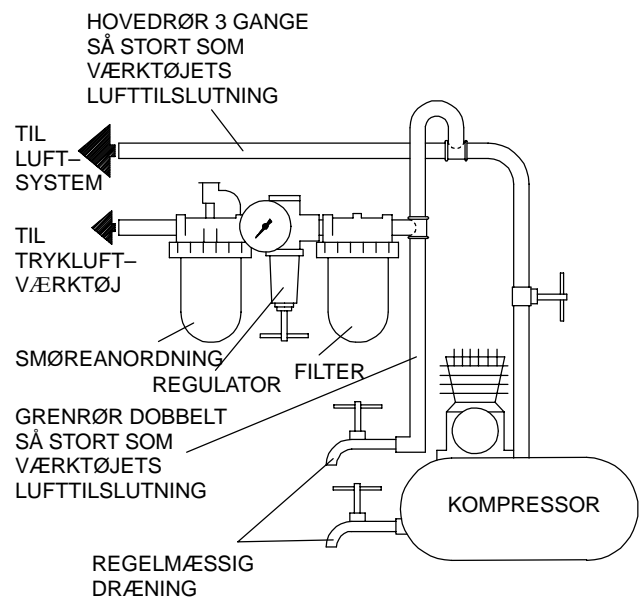 HOVEDRØR 3 GANGE
SÅ STORT SOM
VÆRKTØJETS
LUFTTILSLUTNING
TIL
LUFT–
SYSTEM
TIL
TRYKLUFT–
VÆRKTØJ
SMØREANORDNING
REGULATOR
FILTER
GRENRØR DOBBELT
SÅ STORT SOM
VÆRKTØJETS
LUFTTILSLUTNING
KOMPRESSOR
REGELMÆSSIG
DRÆNING